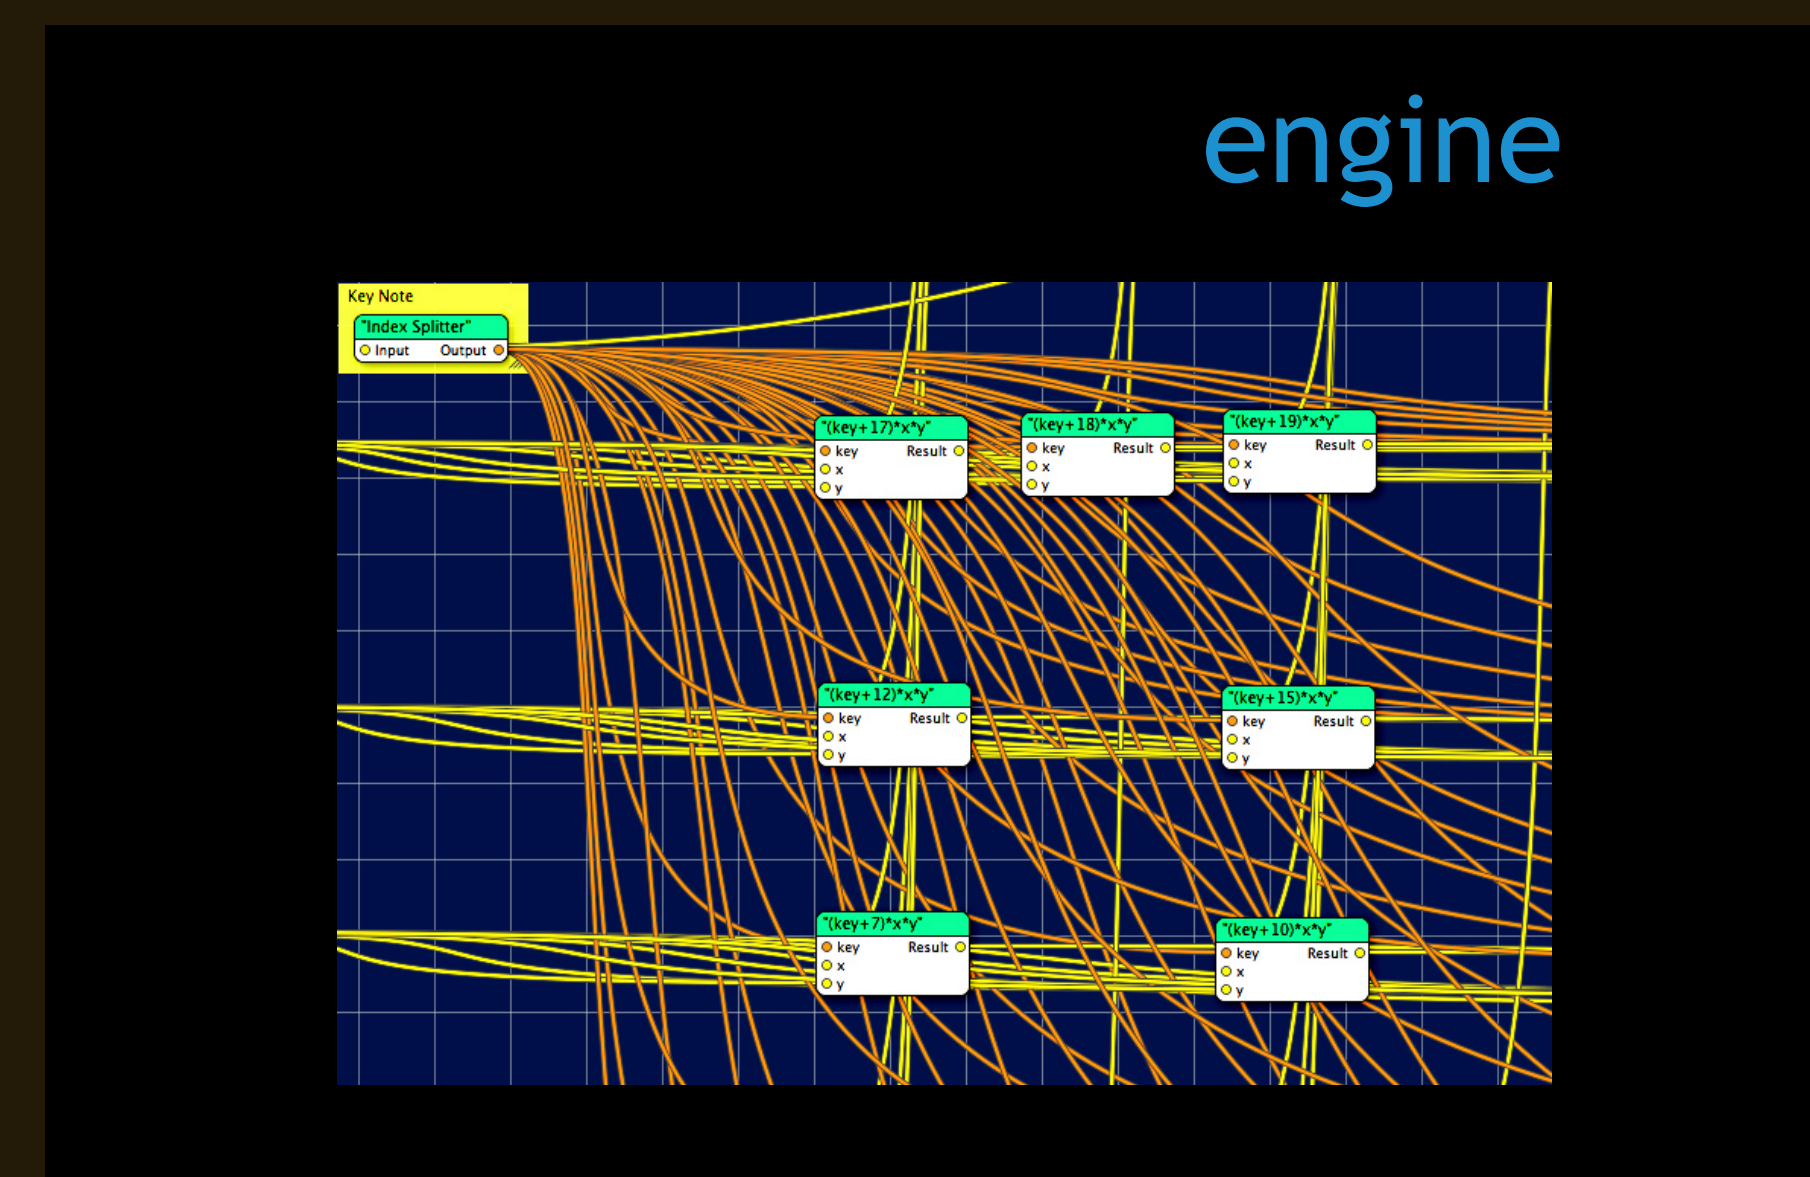 engine
Key Note
"Index Splitter"
Input Output
"(key+17)*x*y"
key Result
x
y
"(key+18)*x*y"
key Result
x
y
"(key+19)*x*y"
key Result
x
y
"(key+12)*x*y"
key Result
x
y
"(key+15)*x*y"
key Result
x
y
"(key+7)*x*y"
key Result
x
y
"(key+10)*x*y"
key Result
x
y